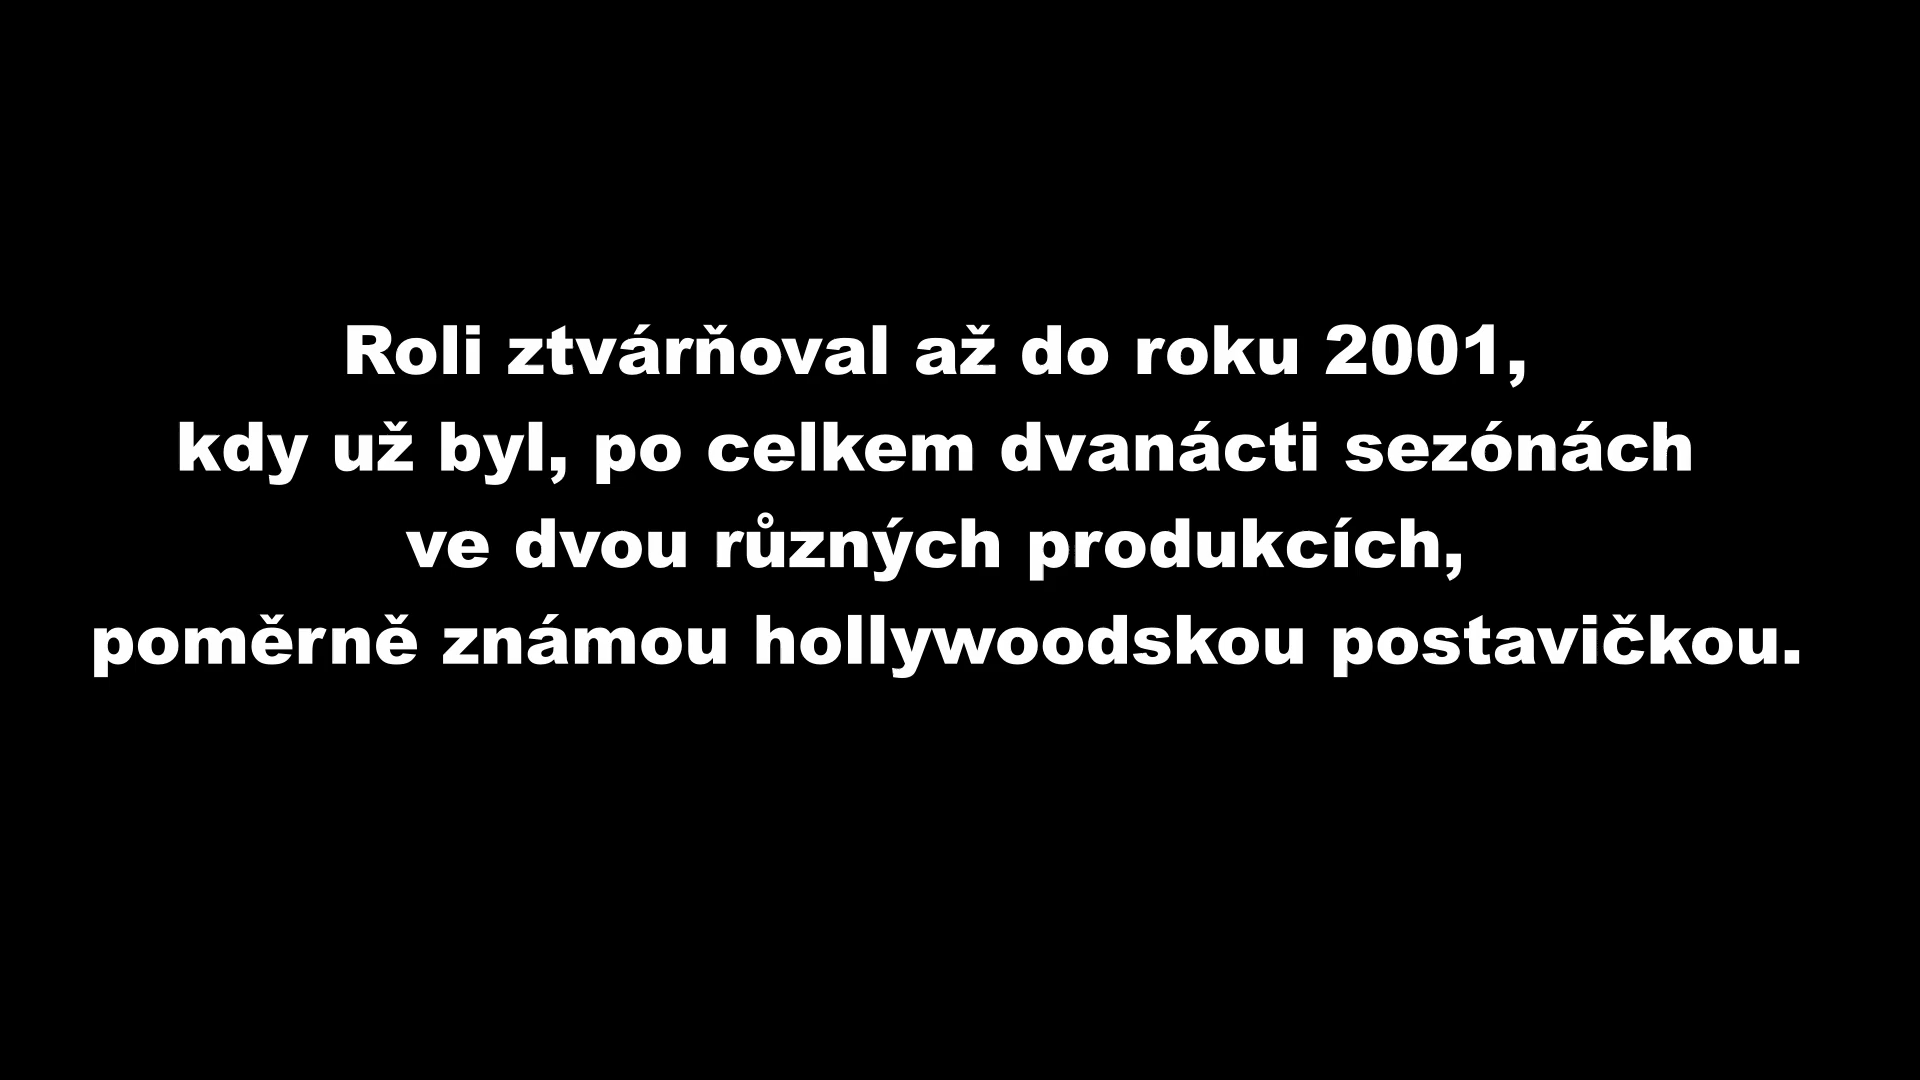 Roli ztvárňoval až do roku 2001,
kdy už byl, po celkem dvanácti sezónách
ve dvou různých produkcích,
poměrně známou hollywoodskou postavičkou.